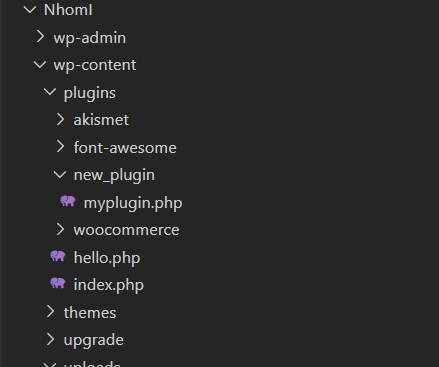 NhomI
wp-admin
wp-content
plugins
akismet
font-awesome
new_plugin
myplugin.php
woocommerce
hello.php
index.php
themes
upgrade
uploads